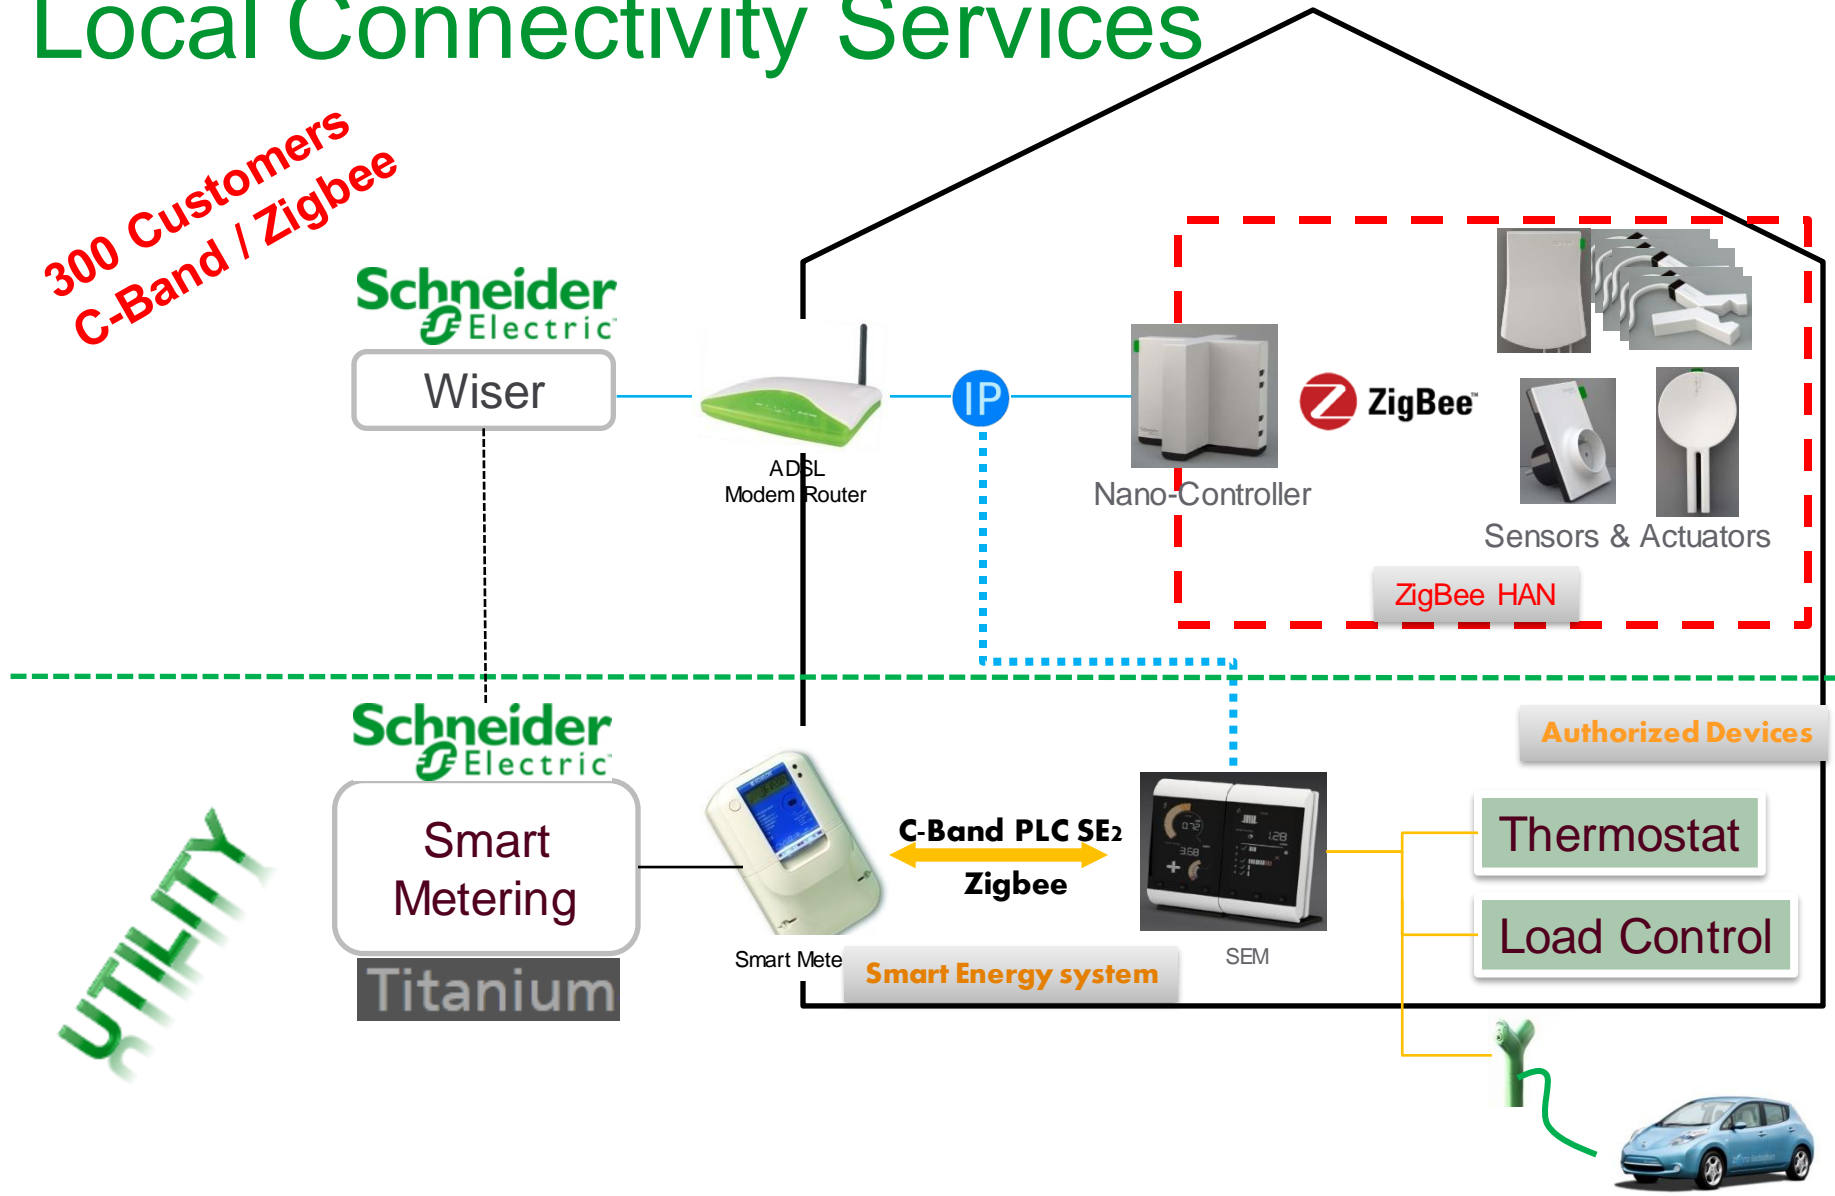 Local Connectivity Services
300 Customers
C-Band / Zigbee
Schneider
Electric
Wiser
ADSL
Modem Router
IP
Nano-Controller
ZigBee™
Sensors & Actuators
ZigBee HAN
Schneider
Electric
Smart
Metering
Titanium
UTILITY
Smart Mete
C-Band PLC SE2
Zigbee
Smart Energy system
SEM
Authorized Devices
Thermostat
Load Control